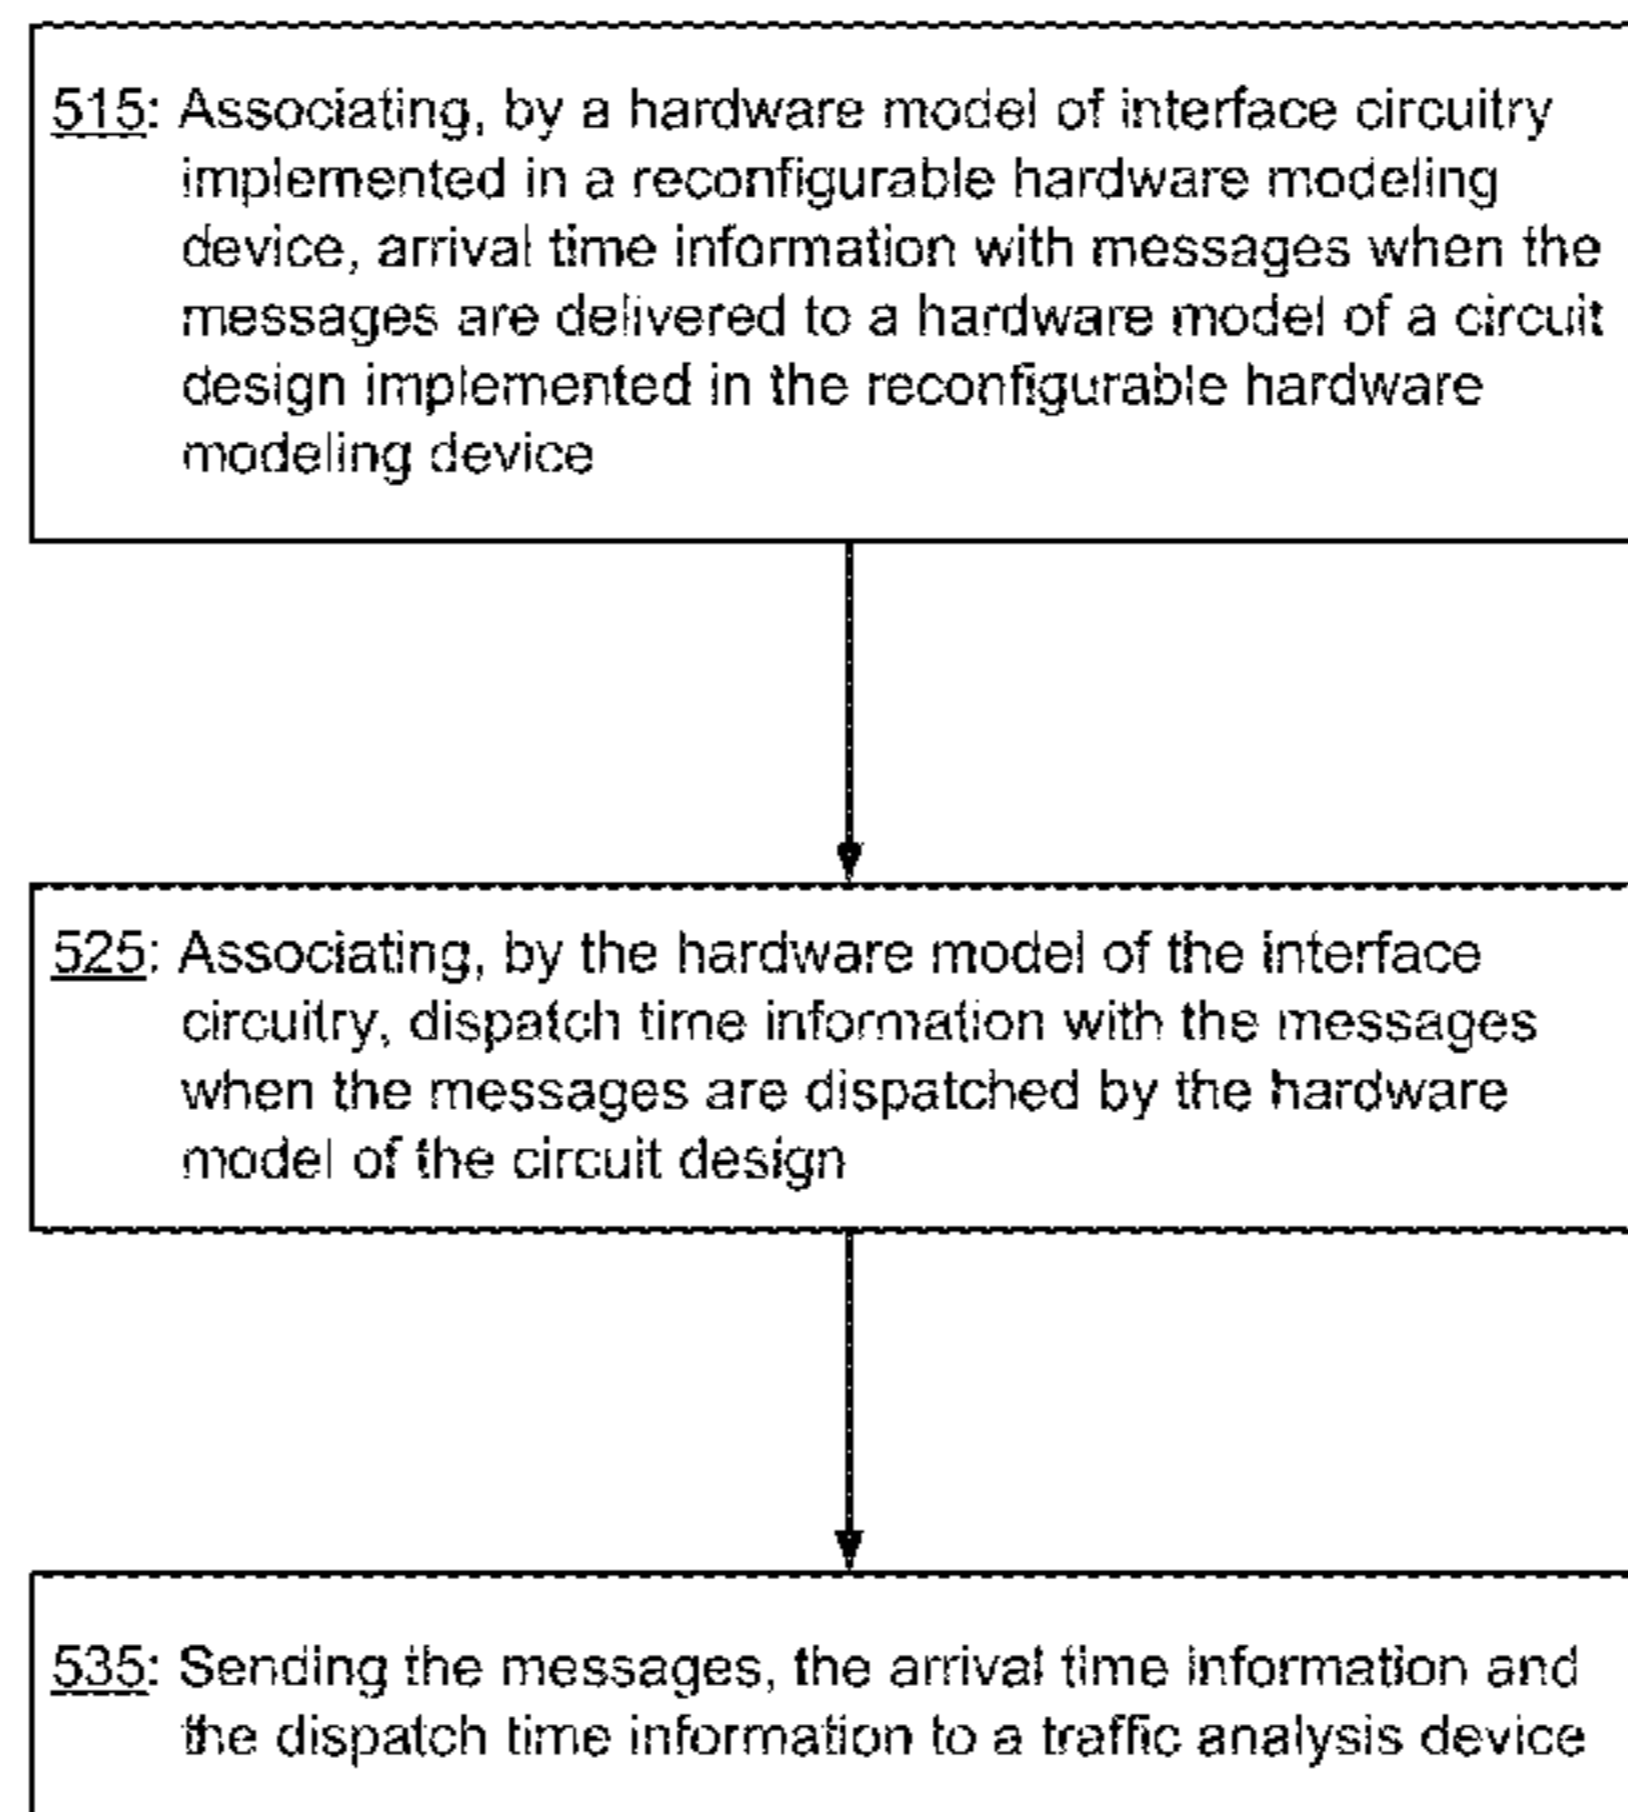 515: Associating, by a hardware model of interface circuitry
implemented in a reconfigurable hardware modeling
device, arrival time information with messages when the
messages are delivered to a hardware model of a circuit
design implemented in the reconfigurable hardware
modeling device
525: Associating, by the hardware model of the interface
circuitry, dispatch time information with the messages
when the messages are dispatched by the hardware
model of the circuit design
535: Sending the messages, the arrival time information and
the dispatch time information to a traffic analysis device